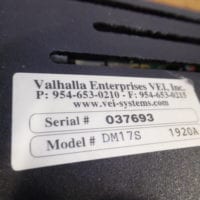 Valhalla Enterprises VEI, Inc.
P: 954-653-0210 - F: 954-653-0215
www.vei-systems.com
Serial # 037693
Model # DM17S 1920A